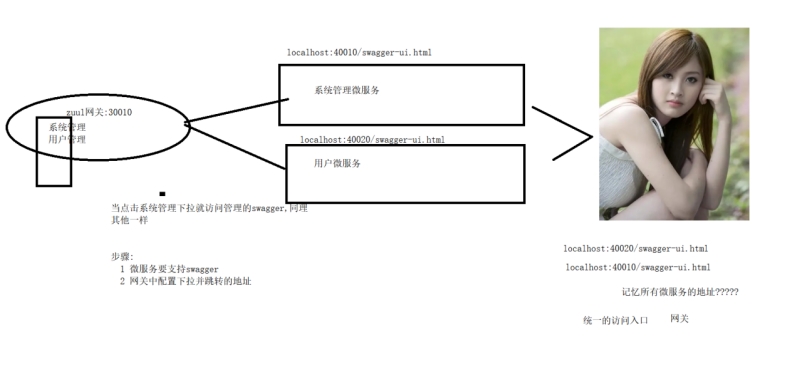 localhost:40010/swagger-ui.html
系统管理微服务
zuul网关:30010
系统管理
用户管理
localhost:40020/swagger-ui.html
用户微服务
当点击系统管理下拉就访问管理的swagger,同理
其他一样
步骤:
1 微服务要支持swagger
2 网关中配置下拉并跳转的地址
localhost:40020/swagger-ui.html
localhost:40010/swagger-ui.html
记忆所有微服务的地址?????
统一的访问入口 网关